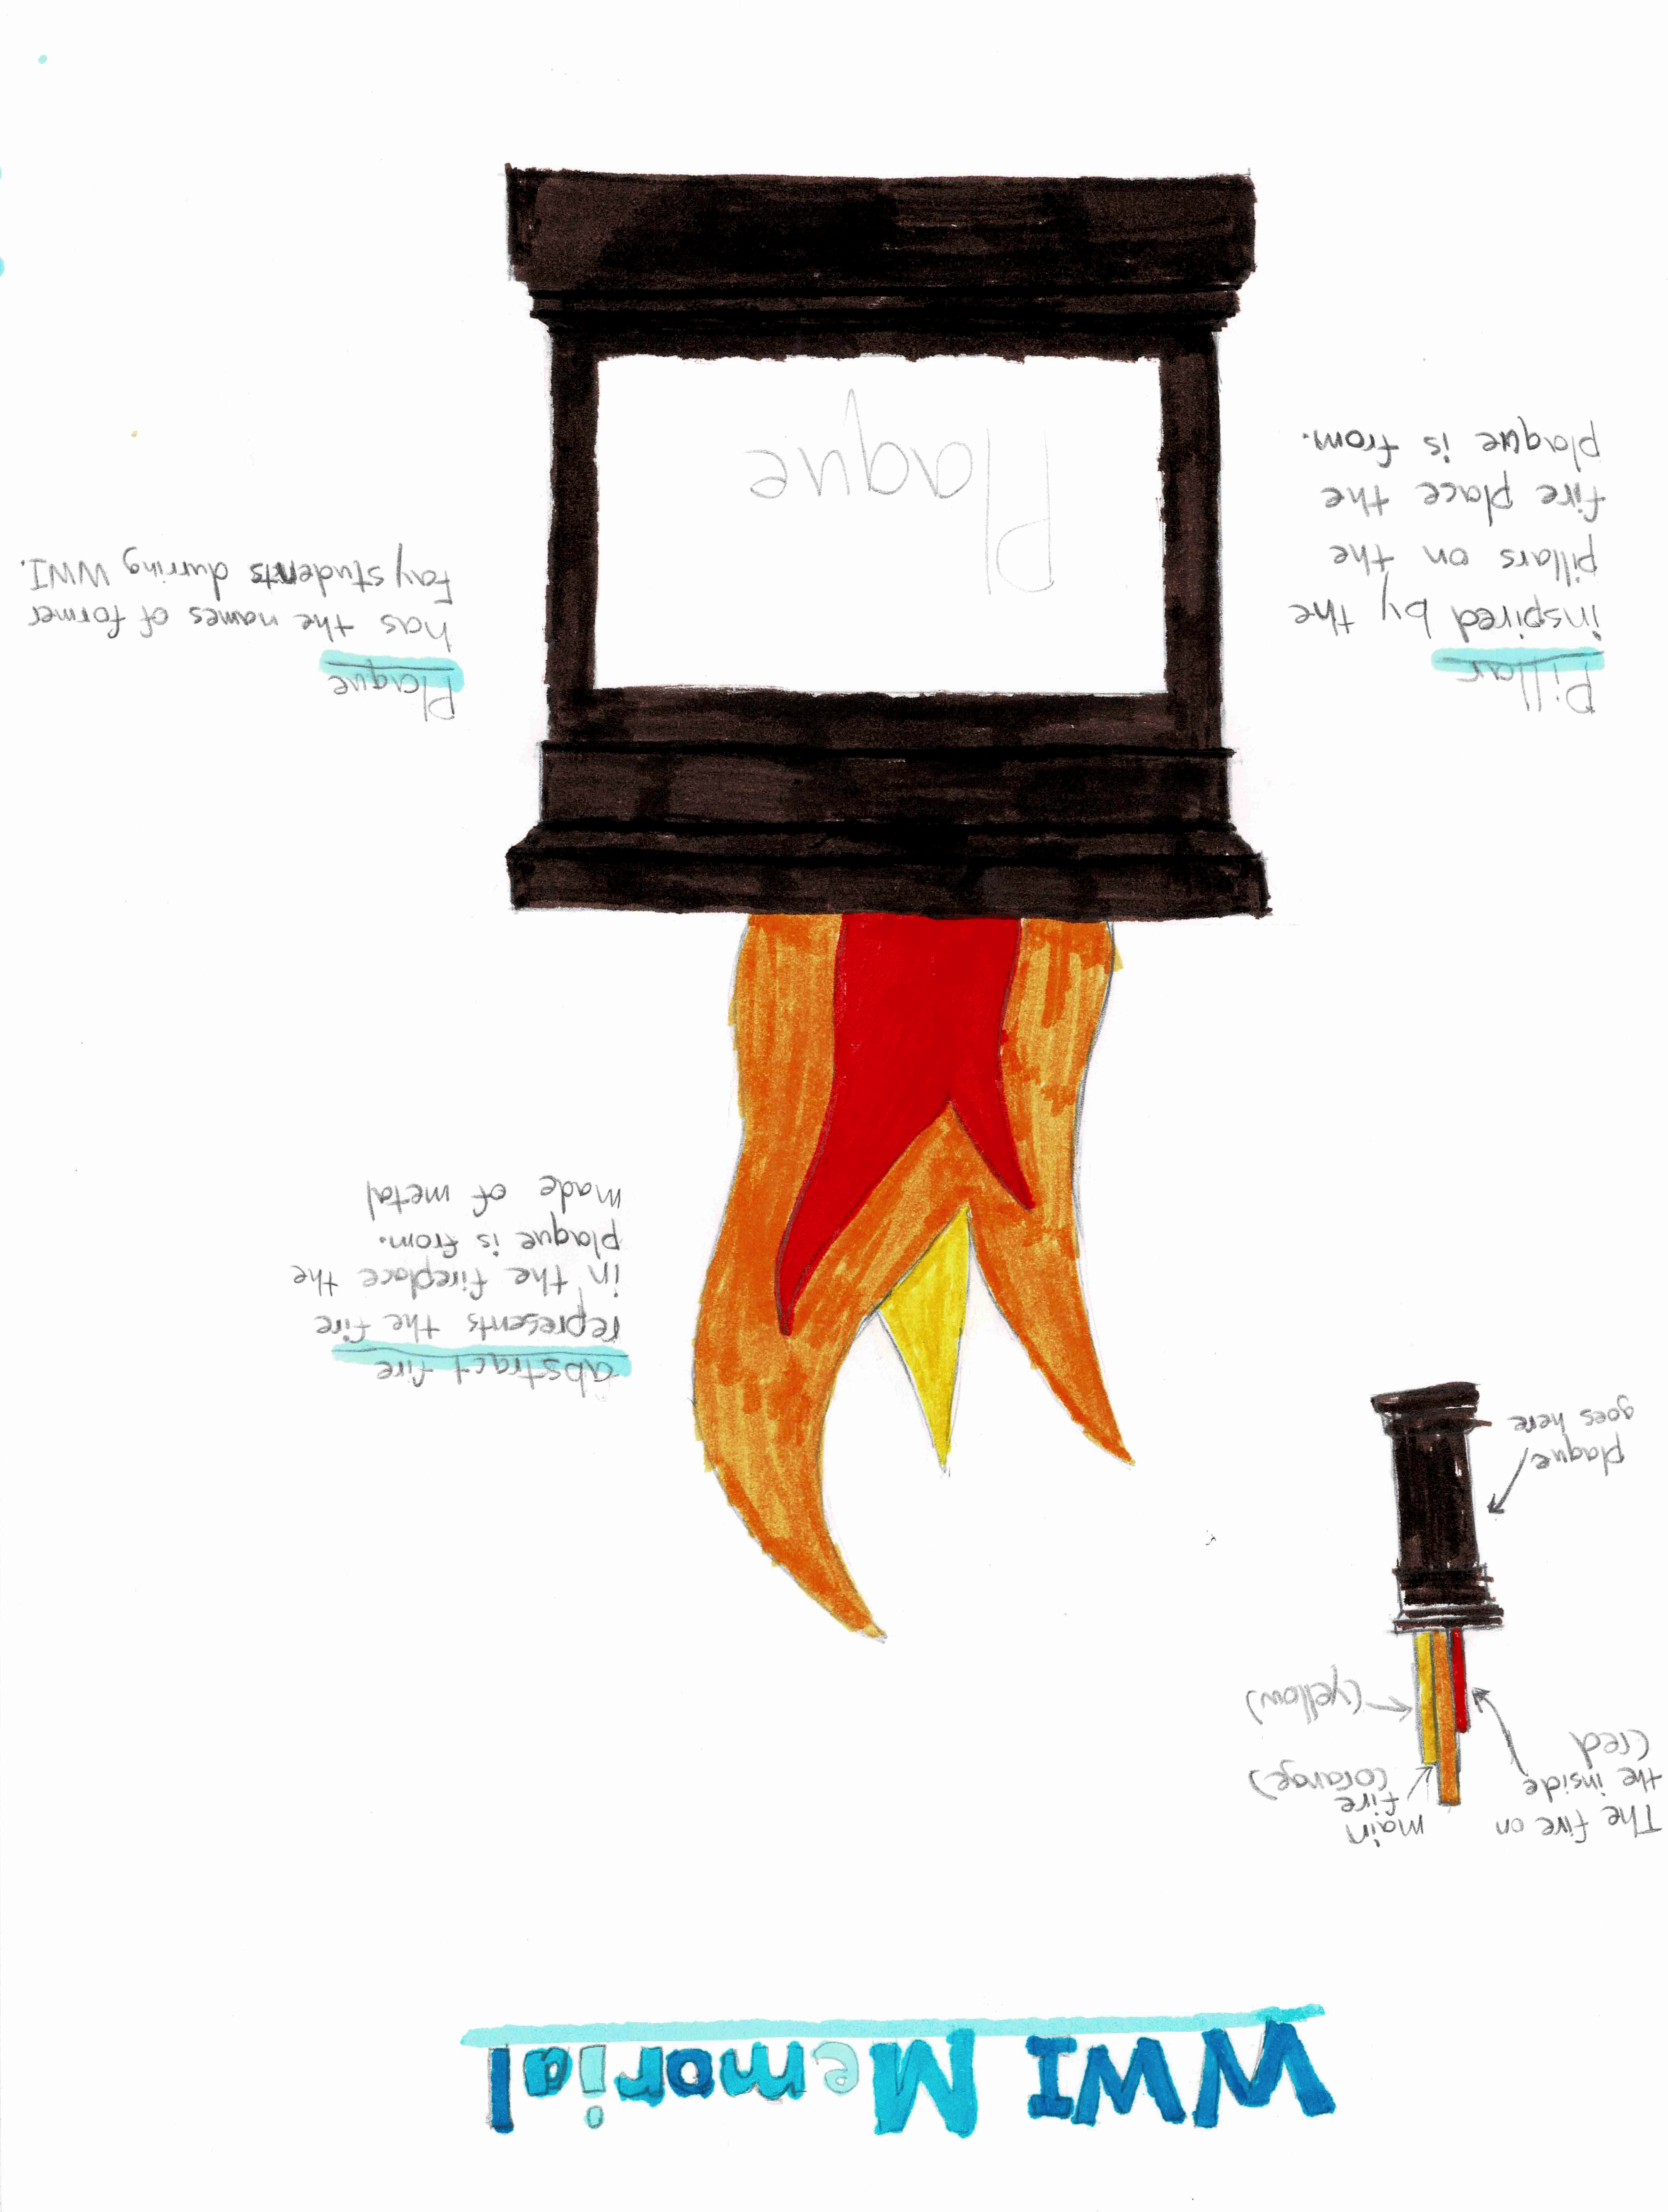 WWI Memorial
The fire on
the inside
(red
main
fire
(orange)
(yellow)
plaque
goes here
abstract fire
represents the fire
in the fireplace the
plaque is from.
made of metal
Pillar
inspired by the
pillars on the
fire place the
plaque is from.
Plaque
Plaque
has the names of former
Fay students durring WWI.